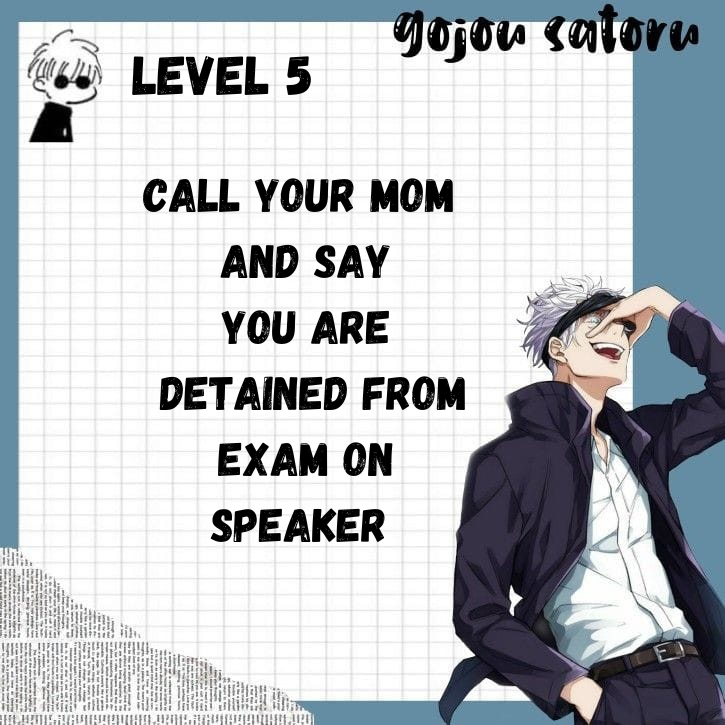 gojou satoru
LEVEL 5
CALL YOUR MOM
AND SAY
YOU ARE
DETAINED FROM
EXAM ON
SPEAKER